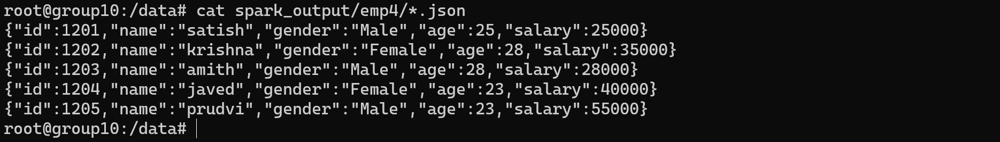 root@group10:/data# cat spark_output/emp4/*.json
{"id":1201,"name":"satish","gender":"Male","age":25,"salary":25000}
{"id":1202,"name":"krishna","gender":"Female","age":28,"salary":35000}
{"id":1203,"name":"amith","gender":"Male","age":28,"salary":28000}
{"id":1204,"name":"javed","gender":"Female","age":23,"salary":40000}
{"id":1205,"name":"prudvi","gender":"Male","age":23,"salary":55000}
root@group10:/data#